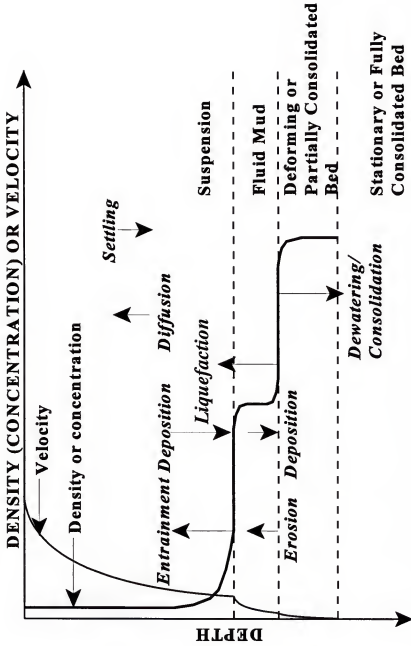 DENSITY (CONCENTRATION) OR VELOCITY
Velocity
Density or concentration
Settling
Diffusion
Entrainment
Deposition
Liquefaction
Erosion
Deposition
Dewatering/
Consolidation
Suspension
Fluid Mud
Deforming or
Partially Consolidated
Bed
Stationary or Fully
Consolidated Bed
DEPTH